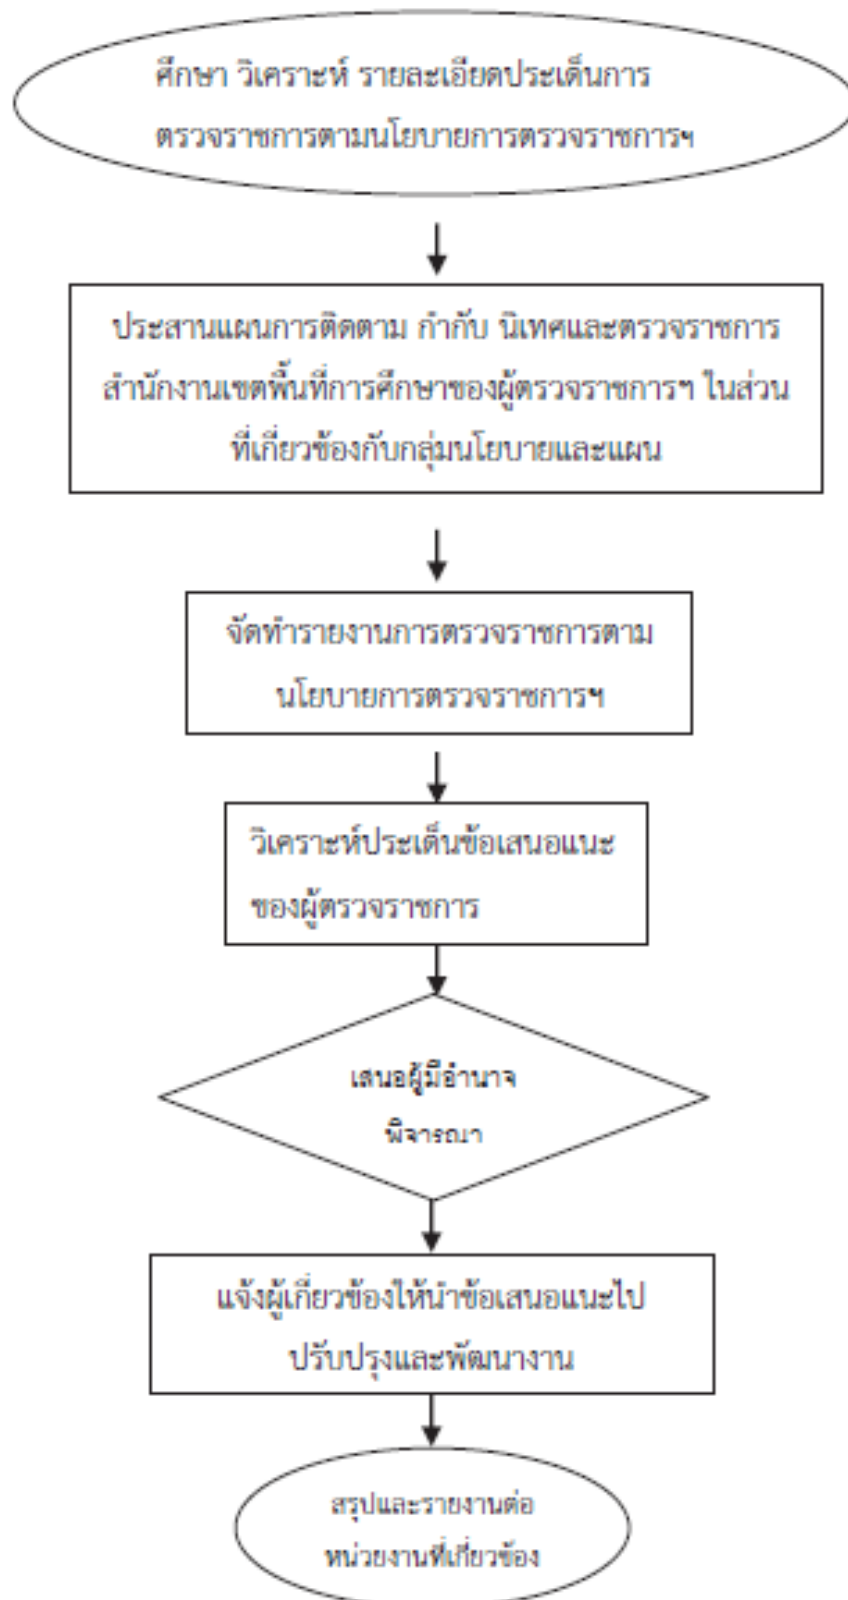 ศึกษา วิเคราะห์ รายละเอียดประเด็นการ
ตรวจราชการตามนโยบายการตรวจราชการฯ
ประสานแผนการติดตาม กำกับ นิเทศและตรวจราชการ
สำนักงานเขตพื้นที่การศึกษาของผู้ตรวจราชการฯ ในส่วน
ที่เกี่ยวข้องกับกลุ่มนโยบายและแผน
จัดทำรายงานการตรวจราชการตาม
นโยบายการตรวจราชการฯ
วิเคราะห์ประเด็นข้อเสนอแนะ
ของผู้ตรวจราชการ
เสนอผู้มีอำนาจ
พิจารณา
แจ้งผู้เกี่ยวข้องให้นำข้อเสนอแนะไป
ปรับปรุงและพัฒนางาน
สรุปและรายงานต่อ
หน่วยงานที่เกี่ยวข้อง